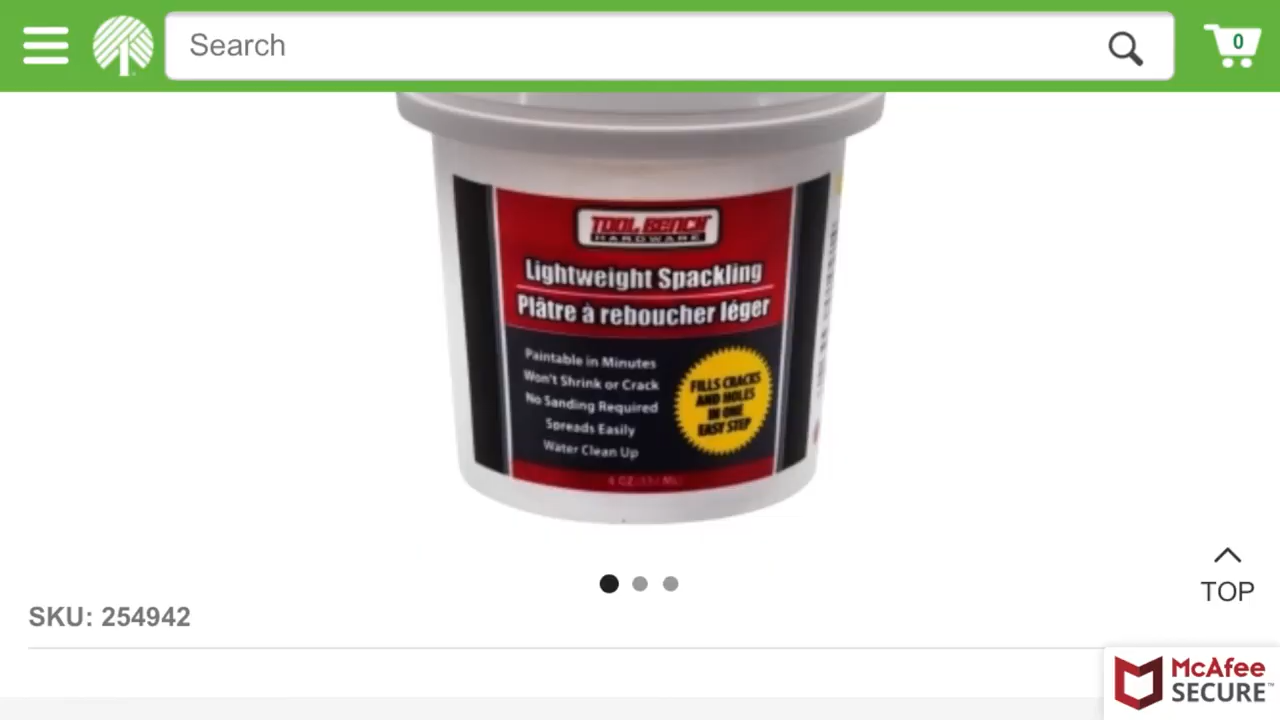 Search
0
TOOL BENCH
HARDWARE
Lightweight Spackling
Plâtre à reboucher léger
Paintable in Minutes
Won't Shrink or Crack
No Sanding Required
Spreads Easily
Water Clean Up
FILLS CRACKS
AND HOLES
IN ONE
EASY STEP
TOP
SKU: 254942
McAfee
SECURE™